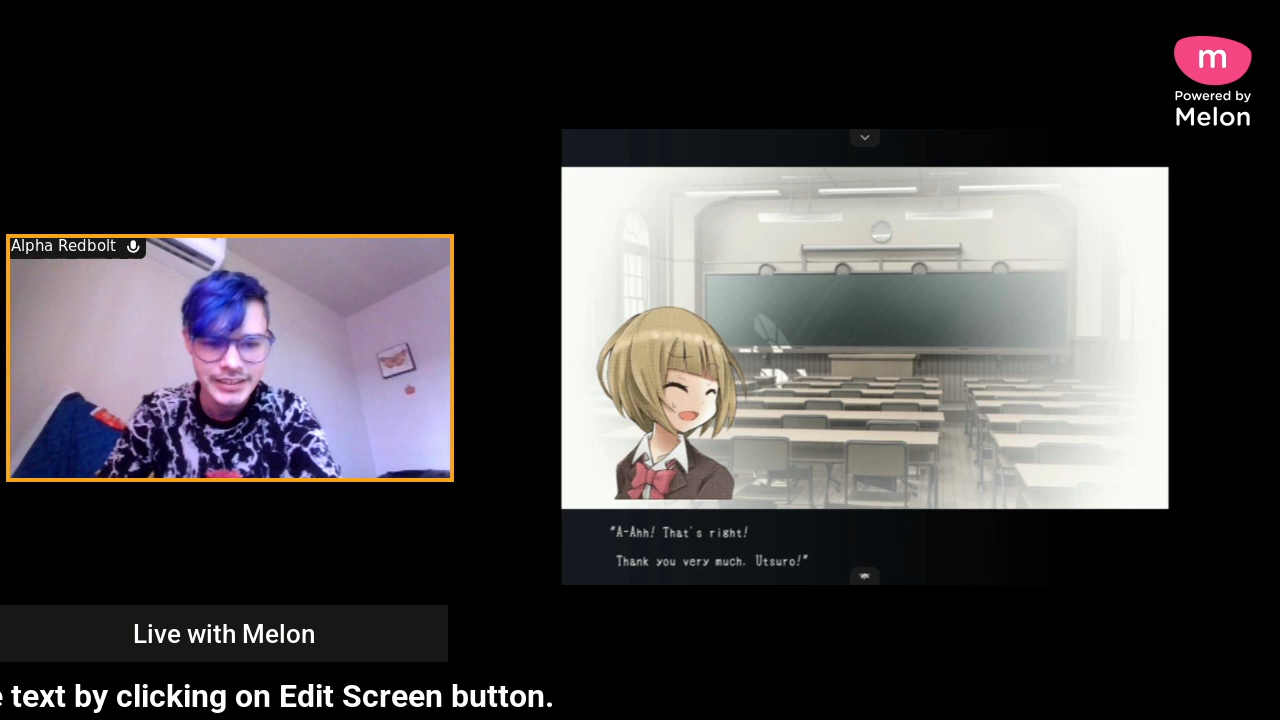 m
Powered by
Melon
Alpha Redbolt
"A-Ahh! That's right!
Thank you very much, Utsuro!"
Live with Melon
text by clicking on Edit Screen button.